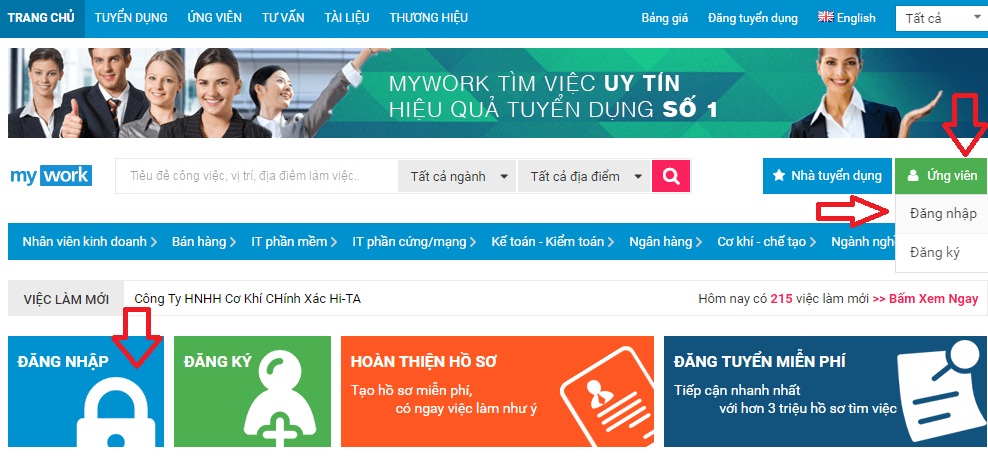 TRANG CHỦ TUYỂN DỤNG ỨNG VIÊN TƯ VẤN TÀI LIỆU THƯƠNG HIỆU Bảng giá Đăng tuyển dụng English Tất cả
MYWORK TÌM VIỆC UY TÍN
HIỆU QUẢ TUYỂN DỤNG SỐ 1
my work Tiêu đề công việc, vị trí, địa điểm làm việc.. Tất cả ngành Tất cả địa điểm Nhà tuyển dụng Ứng viên
Đăng nhập
Đăng ký
Nhân viên kinh doanh Bán hàng IT phần mềm IT phần cứng/mạng Kế toán - Kiểm toán Ngân hàng Cơ khí - chế tạo Ngành
VIỆC LÀM MỚI Công Ty HNHH Cơ Khí CHính Xác Hi-TA Hôm nay có 215 việc làm mới >> Bấm Xem Ngay
ĐĂNG NHẬP
ĐĂNG KÝ
HOÀN THIỆN HỒ SƠ
Tạo hồ sơ miễn phí,
có ngay việc làm như ý
ĐĂNG TUYỂN MIỄN PHÍ
Tiếp cận nhanh nhất
với hơn 3 triệu hồ sơ tìm việc